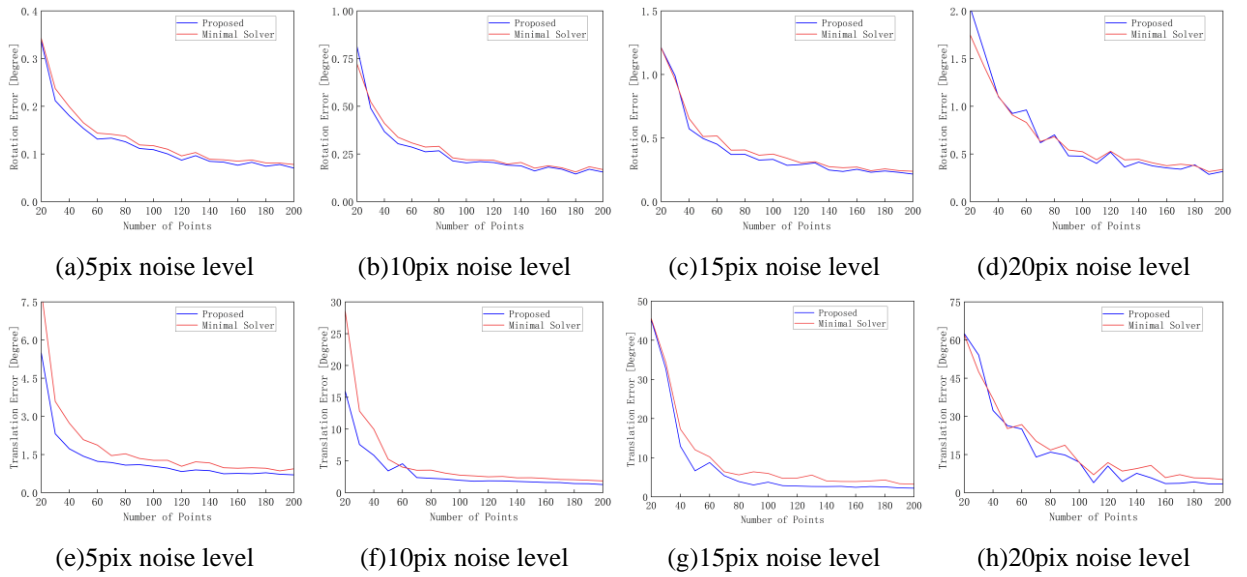 Rotation Error [Degree]
0.4
0.3
0.2
0.1
0.0
20 40 60 80 100 120 140 160 180 200
Number of Points
Proposed
Minimal Solver
(a)5pix noise level
Rotation Error [Degree]
1.00
0.75
0.50
0.25
0.00
20 40 60 80 100 120 140 160 180 200
Number of Points
Proposed
Minimal Solver
(b)10pix noise level
Rotation Error [Degree]
1.5
1.0
0.5
0.0
20 40 60 80 100 120 140 160 180 200
Number of Points
Proposed
Minimal Solver
(c)15pix noise level
Rotation Error [Degree]
2.0
1.5
1.0
0.5
0.0
20 40 60 80 100 120 140 160 180 200
Number of Points
Proposed
Minimal Solver
(d)20pix noise level
Translation Error [Degree]
7.5
6.0
4.5
3.0
1.5
0.0
20 40 60 80 100 120 140 160 180 200
Number of Points
Proposed
Minimal Solver
(e)5pix noise level
Translation Error [Degree]
30
25
20
15
10
5
0
20 40 60 80 100 120 140 160 180 200
Number of Points
Proposed
Minimal Solver
(f)10pix noise level
Translation Error [Degree]
50
40
30
20
10
0
20 40 60 80 100 120 140 160 180 200
Number of Points
Proposed
Minimal Solver
(g)15pix noise level
Translation Error [Degree]
75
60
45
30
15
0
20 40 60 80 100 120 140 160 180 200
Number of Points
Proposed
Minimal Solver
(h)20pix noise level